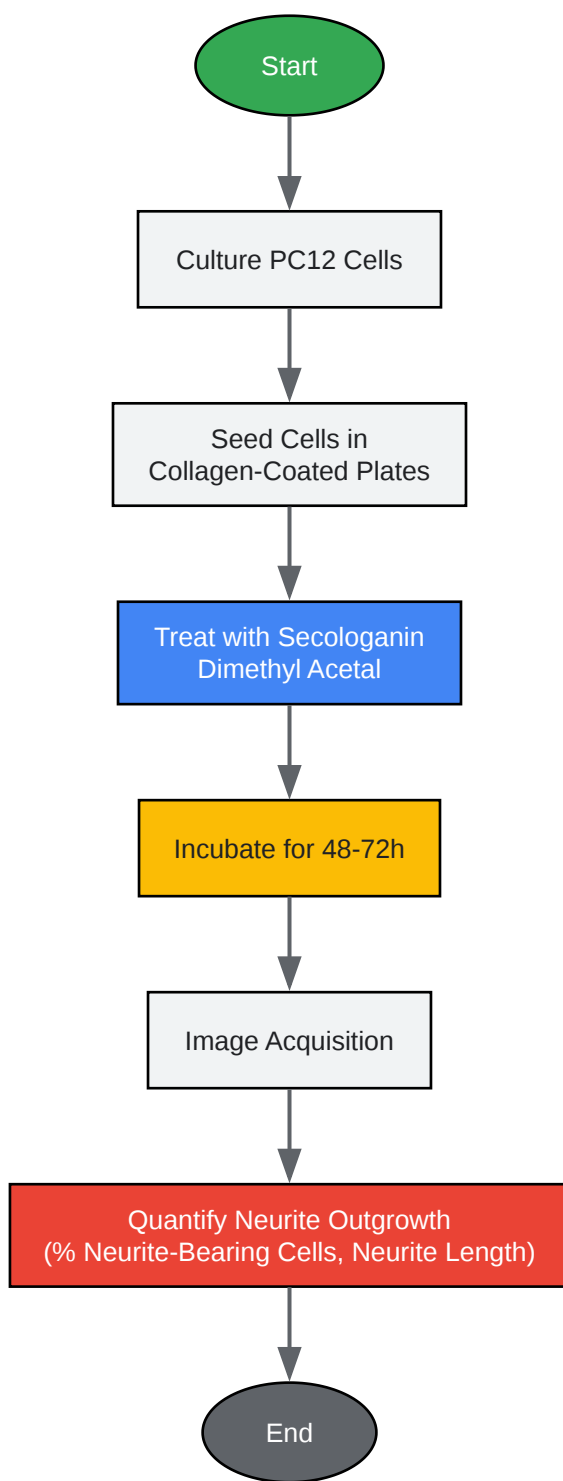 Start
Culture PC12 Cells
Seed Cells in
Collagen-Coated Plates
Treat with Secologanin
Dimethyl Acetal
Incubate for 48-72h
Image Acquisition
Quantify Neurite Outgrowth
(% Neurite-Bearing Cells, Neurite Length)
End